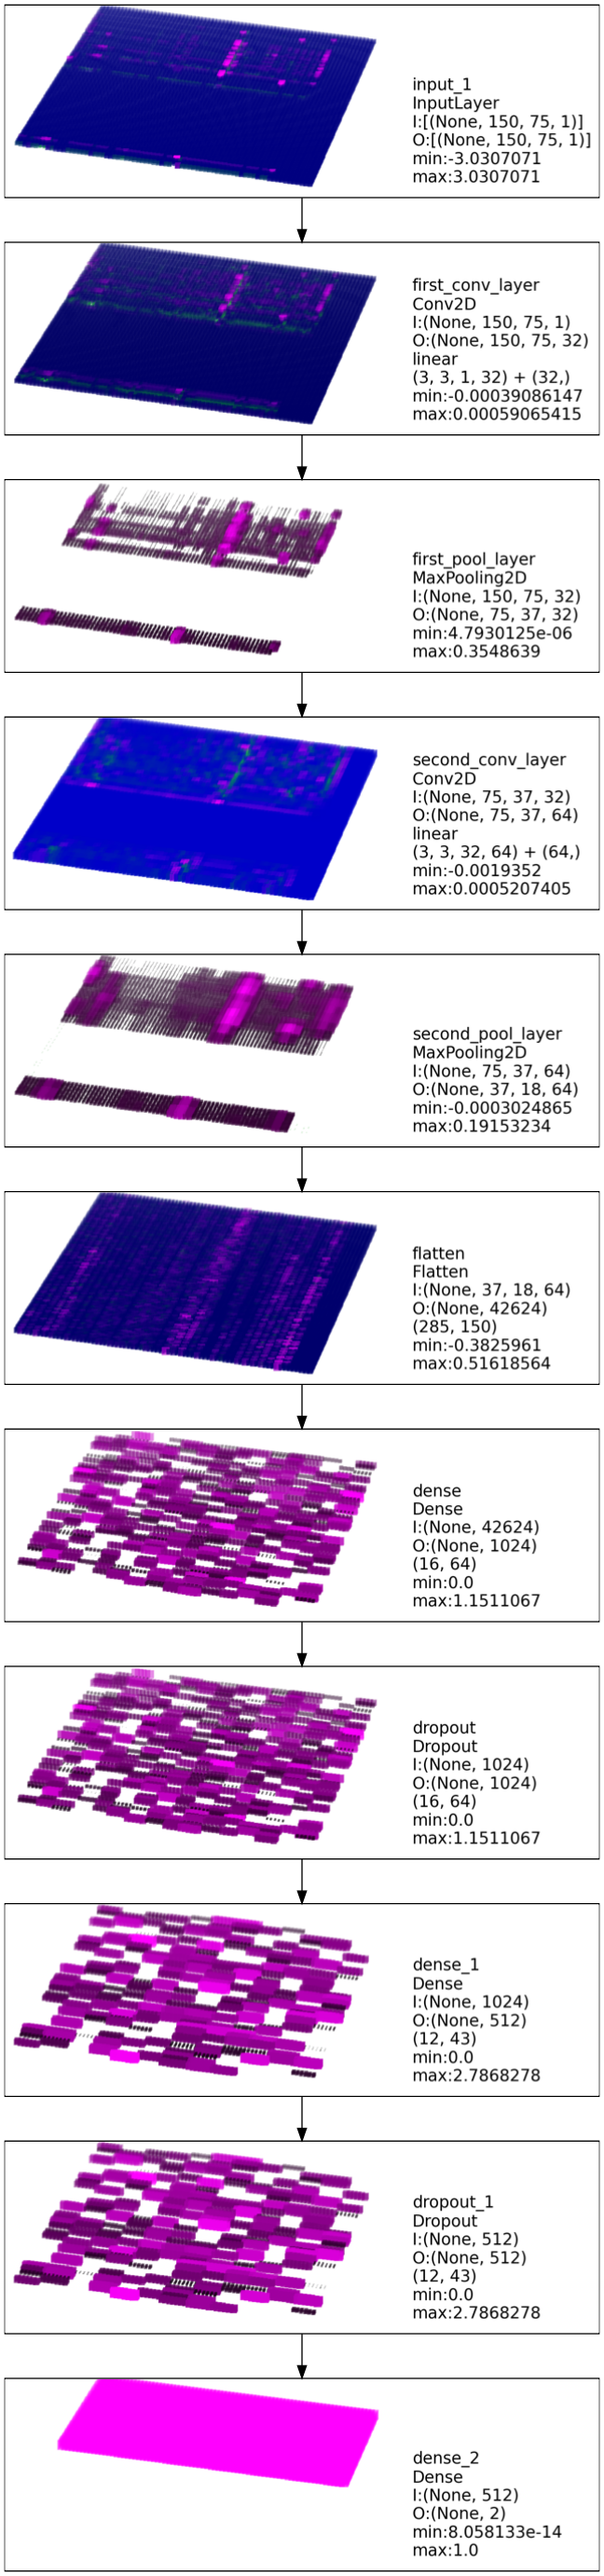 input_1
InputLayer
I:[(None, 150, 75, 1)]
O:[(None, 150, 75, 1)]
min:-3.0307071
max:3.0307071
first_conv_layer
Conv2D
I:(None, 150, 75, 1)
O:(None, 150, 75, 32)
linear
(3, 3, 1, 32) + (32,)
min:-0.00039086147
max:0.00059065415
first_pool_layer
MaxPooling2D
I:(None, 150, 75, 32)
O:(None, 75, 37, 32)
min:4.7930125e-06
max:0.3548639
second_conv_layer
Conv2D
I:(None, 75, 37, 32)
O:(None, 75, 37, 64)
linear
(3, 3, 32, 64) + (64,)
min:-0.0019352
max:0.0005207405
second_pool_layer
MaxPooling2D
I:(None, 75, 37, 64)
O:(None, 37, 18, 64)
min:-0.0003024865
max:0.19153234
flatten
Flatten
I:(None, 37, 18, 64)
O:(None, 42624)
(285, 150)
min:-0.3825961
max:0.51618564
dense
Dense
I:(None, 42624)
O:(None, 1024)
(16, 64)
min:0.0
max:1.1511067
dropout
Dropout
I:(None, 1024)
O:(None, 1024)
(16, 64)
min:0.0
max:1.1511067
dense_1
Dense
I:(None, 1024)
O:(None, 512)
(12, 43)
min:0.0
max:2.7868278
dropout_1
Dropout
I:(None, 512)
O:(None, 512)
(12, 43)
min:0.0
max:2.7868278
dense_2
Dense
I:(None, 512)
O:(None, 2)
min:8.058133e-14
max:1.0